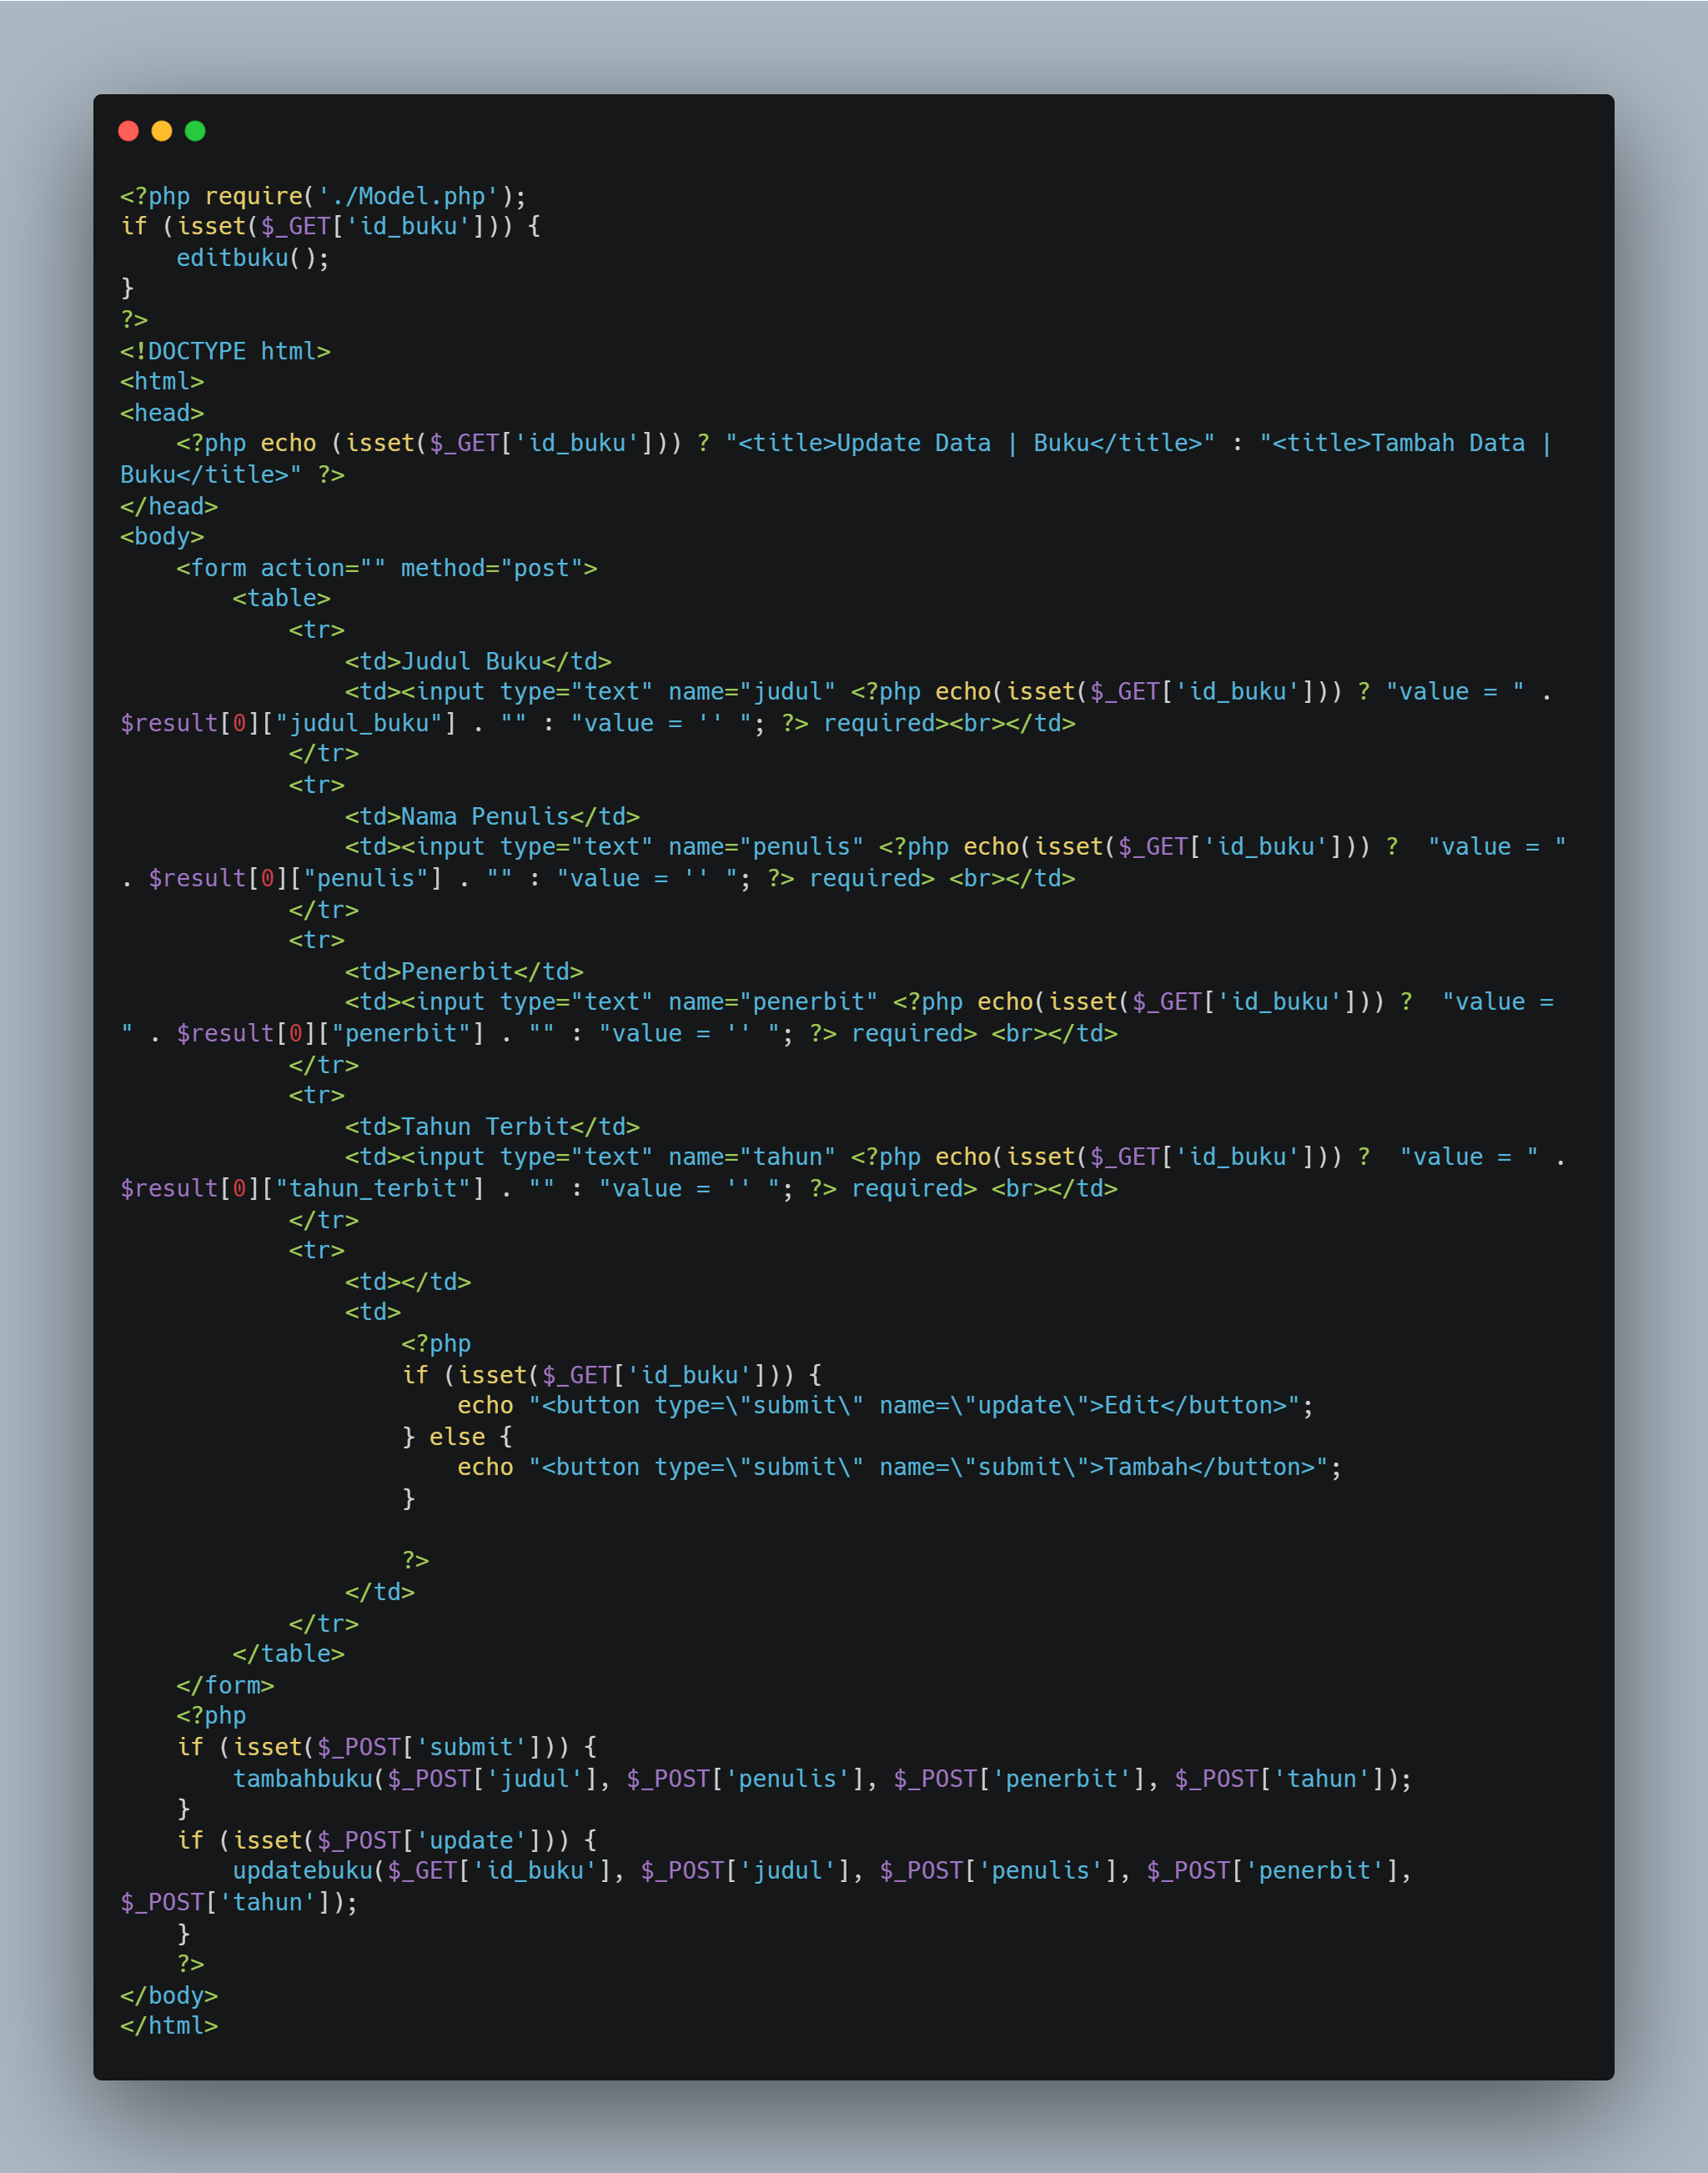 <?php require('./Model.php');
if (isset($_GET['id_buku'])) {
    editbuku();
}
?>
<!DOCTYPE html>
<html>
<head>
    <?php echo (isset($_GET['id_buku'])) ? "<title>Update Data | Buku</title>" : "<title>Tambah Data |
Buku</title>" ?>
</head>
<body>
    <form action="" method="post">
        <table>
            <tr>
                <td>Judul Buku</td>
                <td><input type="text" name="judul" <?php echo(isset($_GET['id_buku'])) ? "value = " .
$result[0]["judul_buku"] . "" : "value = '' "; ?> required><br></td>
            </tr>
            <tr>
                <td>Nama Penulis</td>
                <td><input type="text" name="penulis" <?php echo(isset($_GET['id_buku'])) ?  "value = "
. $result[0]["penulis"] . "" : "value = '' "; ?> required> <br></td>
            </tr>
            <tr>
                <td>Penerbit</td>
                <td><input type="text" name="penerbit" <?php echo(isset($_GET['id_buku'])) ?  "value =
" . $result[0]["penerbit"] . "" : "value = '' "; ?> required> <br></td>
            </tr>
            <tr>
                <td>Tahun Terbit</td>
                <td><input type="text" name="tahun" <?php echo(isset($_GET['id_buku'])) ?  "value = " .
$result[0]["tahun_terbit"] . "" : "value = '' "; ?> required> <br></td>
            </tr>
            <tr>
                <td></td>
                <td>
                    <?php
                    if (isset($_GET['id_buku'])) {
                        echo "<button type=\"submit\" name=\"update\">Edit</button>";
                    } else {
                        echo "<button type=\"submit\" name=\"submit\">Tambah</button>";
                    }

                    ?>
                </td>
            </tr>
        </table>
    </form>
    <?php
    if (isset($_POST['submit'])) {
        tambahbuku($_POST['judul'], $_POST['penulis'], $_POST['penerbit'], $_POST['tahun']);
    }
    if (isset($_POST['update'])) {
        updatebuku($_GET['id_buku'], $_POST['judul'], $_POST['penulis'], $_POST['penerbit'],
$_POST['tahun']);
    }
    ?>
</body>
</html>